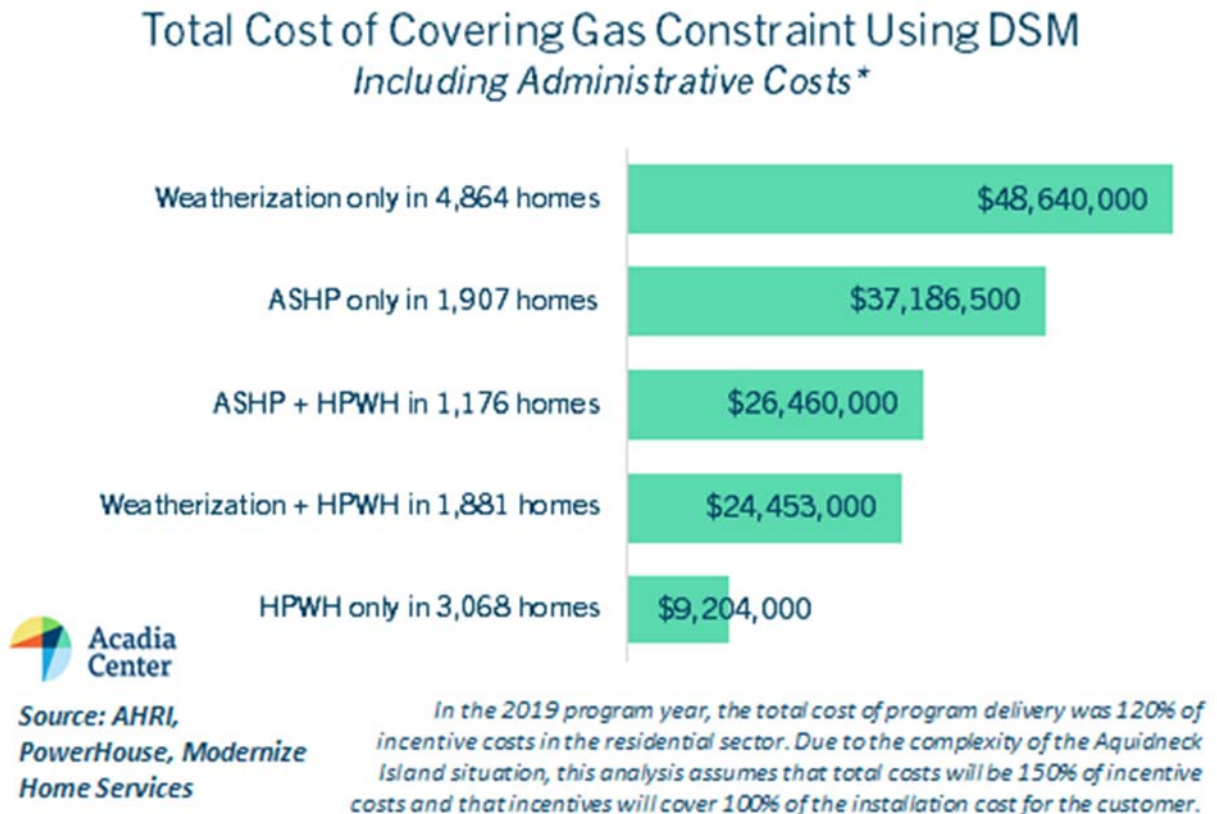 Total Cost of Covering Gas Constraint Using DSM
Including Administrative Costs*
Weatherization only in 4,864 homes $48,640,000
ASHP only in 1,907 homes $37,186,500
ASHP + HPWH in 1,176 homes $26,460,000
Weatherization + HPWH in 1,881 homes $24,453,000
HPWH only in 3,068 homes $9,204,000
Acadia
Center
Source: AHRI,
PowerHouse, Modernize
Home Services
In the 2019 program year, the total cost of program delivery was 120% of
incentive costs in the residential sector. Due to the complexity of the Aquidneck
Island situation, this analysis assumes that total costs will be 150% of incentive
costs and that incentives will cover 100% of the installation cost for the customer.